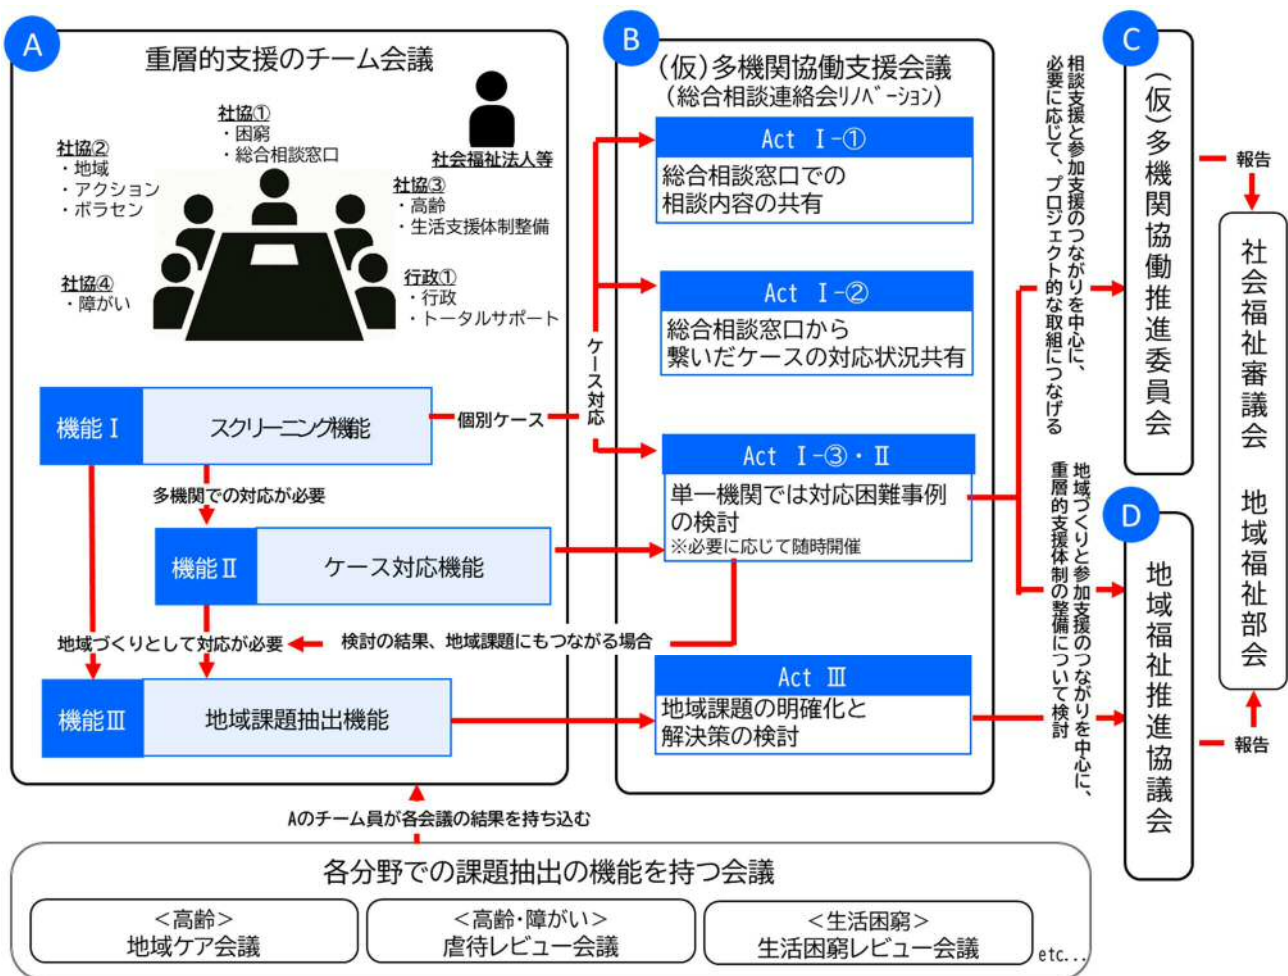 A
重層的支援のチーム会議
社協①
・困窮
・総合相談窓口
社会福祉法人等
社協②
・地域
・アクション
・ボラセン
社協③
・高齢
・生活支援体制整備
社協④
・障がい
行政①
・行政
・トータルサポート
機能Ⅰ
スクリーニング機能
個別ケース
ケース対応
多機関での対応が必要
機能Ⅱ
ケース対応機能
地域づくりとして対応が必要
検討の結果、地域課題にもつながる場合
機能Ⅲ
地域課題抽出機能
B
(仮)多機関協働支援会議
(総合相談連絡会ﾘﾉﾍﾞｰｼｮﾝ)
Act Ⅰ-①
総合相談窓口での
相談内容の共有
Act Ⅰ-②
総合相談窓口から
繋いだケースの対応状況共有
Act Ⅰ-③・Ⅱ
単一機関では対応困難事例
の検討
※必要に応じて随時開催
Act Ⅲ
地域課題の明確化と
解決策の検討
相談支援と参加支援のつながりを中心に、
必要に応じて、プロジェクト的な取組につなげる
地域づくりと参加支援のつながりを中心に、
重層的支援体制の整備について検討
C
(仮)多機関協働推進委員会
D
地域福祉推進協議会
報告
社会福祉審議会 地域福祉部会
報告
Aのチーム員が各会議の結果を持ち込む
各分野での課題抽出の機能を持つ会議
＜高齢＞
地域ケア会議
＜高齢・障がい＞
虐待レビュー会議
＜生活困窮＞
生活困窮レビュー会議
etc...